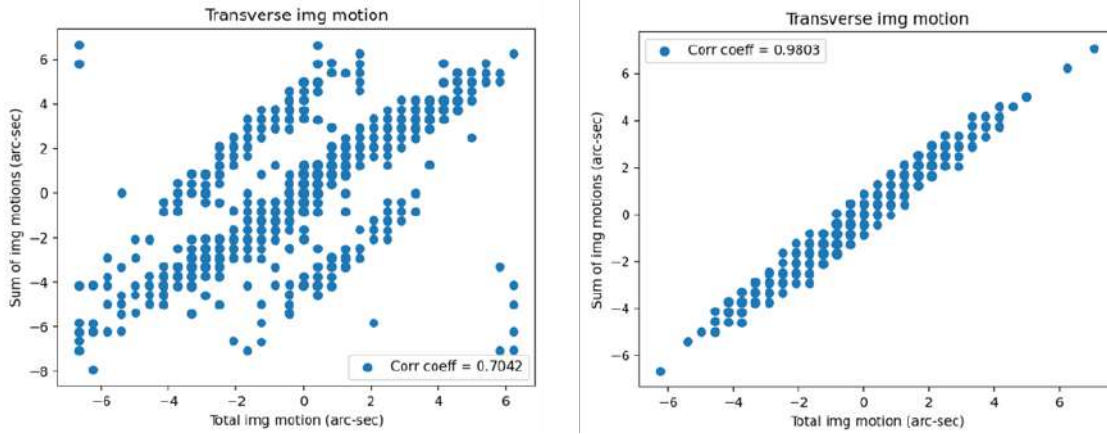 Transverse img motion
Sum of img motions (arc-sec)
6
4
2
0
−2
−4
−6
−8
Corr coeff = 0.7042
−6 −4 −2 0 2 4 6
Total img motion (arc-sec)
Transverse img motion
Corr coeff = 0.9803
Sum of img motions (arc-sec)
6
4
2
0
−2
−4
−6
−6 −4 −2 0 2 4 6
Total img motion (arc-sec)